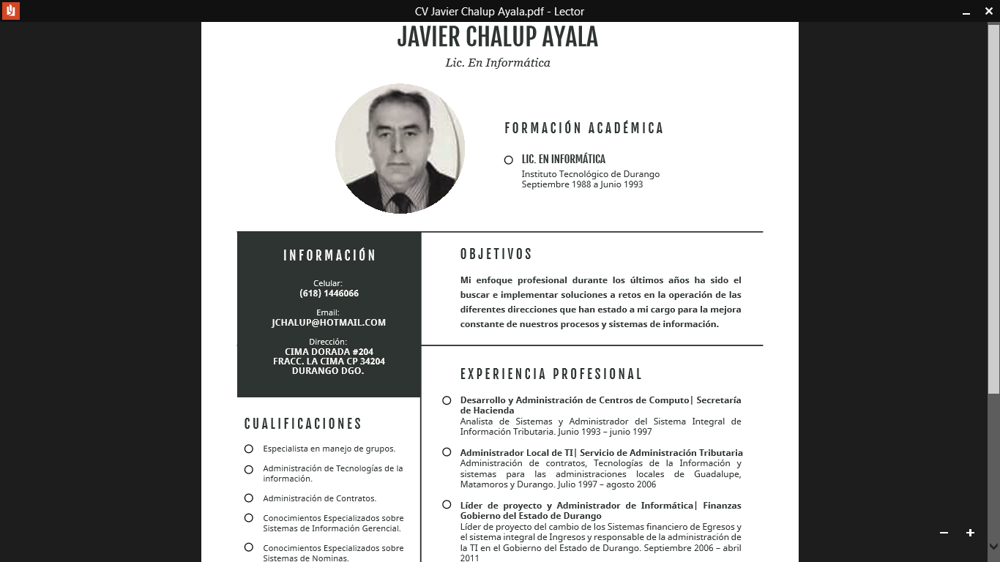 CV Javier Chalup Ayala.pdf - Lector
JAVIER CHALUP AYALA
Lic. En Informática
FORMACIÓN ACADÉMICA
LIC. EN INFORMÁTICA
Instituto Tecnológico de Durango
Septiembre 1988 a Junio 1993
INFORMACIÓN
Celular:
(618) 1446066
Email:
JCHALUP@HOTMAIL.COM
Dirección:
CIMA DORADA #204
FRACC. LA CIMA CP 34204
DURANGO DGO.
OBJETIVOS
Mi enfoque profesional durante los últimos años ha sido el
buscar e implementar soluciones a retos en la operación de las
diferentes direcciones que han estado a mi cargo para la mejora
constante de nuestros procesos y sistemas de información.
CUALIFICACIONES
Especialista en manejo de grupos.
Administración de Tecnologías de la
información.
Administración de Contratos.
Conocimientos Especializados sobre
Sistemas de Información Gerencial.
Conocimientos Especializados sobre
Sistemas de Nominas.
EXPERIENCIA PROFESIONAL
Desarrollo y Administración de Centros de Computo| Secretaría
de Hacienda
Analista de Sistemas y Administrador del Sistema Integral de
Información Tributaria. Junio 1993 – junio 1997
Administrador Local de TI| Servicio de Administración Tributaria
Administración de contratos, Tecnologías de la Información y
sistemas para las administraciones locales de Guadalupe,
Matamoros y Durango. Julio 1997 – agosto 2006
Líder de proyecto y Administrador de Informática| Finanzas
Gobierno del Estado de Durango
Líder de proyecto del cambio de los Sistemas financiero de Egresos y
el sistema integral de Ingresos y responsable de la administración de
la TI en el Gobierno del Estado de Durango. Septiembre 2006 – abril
2011